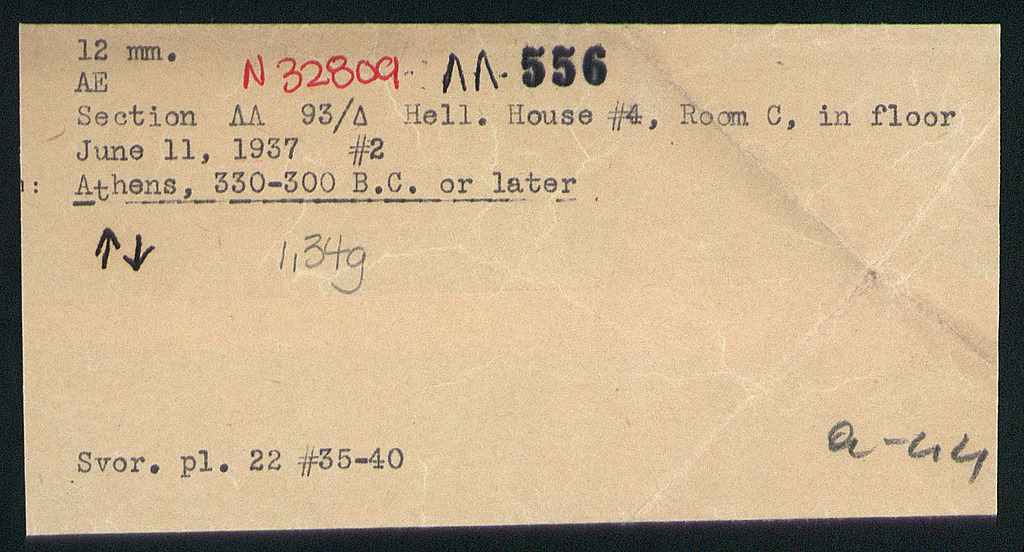 12 mm.
AE N 32809 ΛΛ· 556
Section ΛΛ 93/Δ Hell. House #4, Room C, in floor
June 11, 1937 #2
: Athens, 330-300 B.C. or later
↑↓ 1,34g
a-44
Svor. pl. 22 #35-40